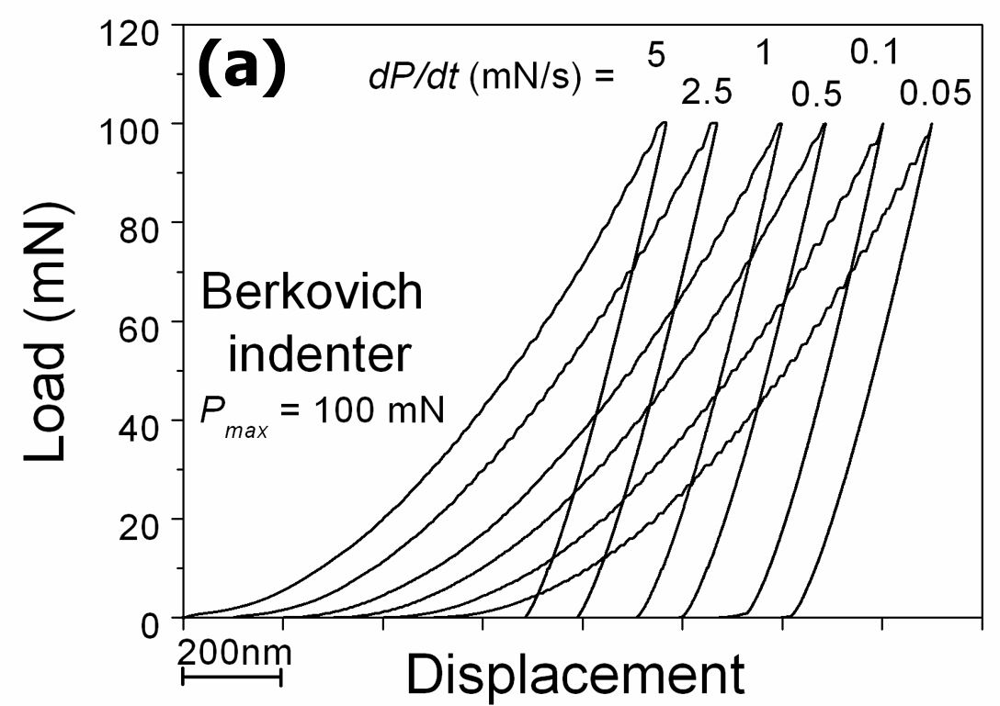 (a)
dP/dt (mN/s) = 5 2.5 1 0.5 0.1 0.05
120
100
80
60
40
20
0
Load (mN)
Berkovich
indenter
Pmax = 100 mN
200nm
Displacement